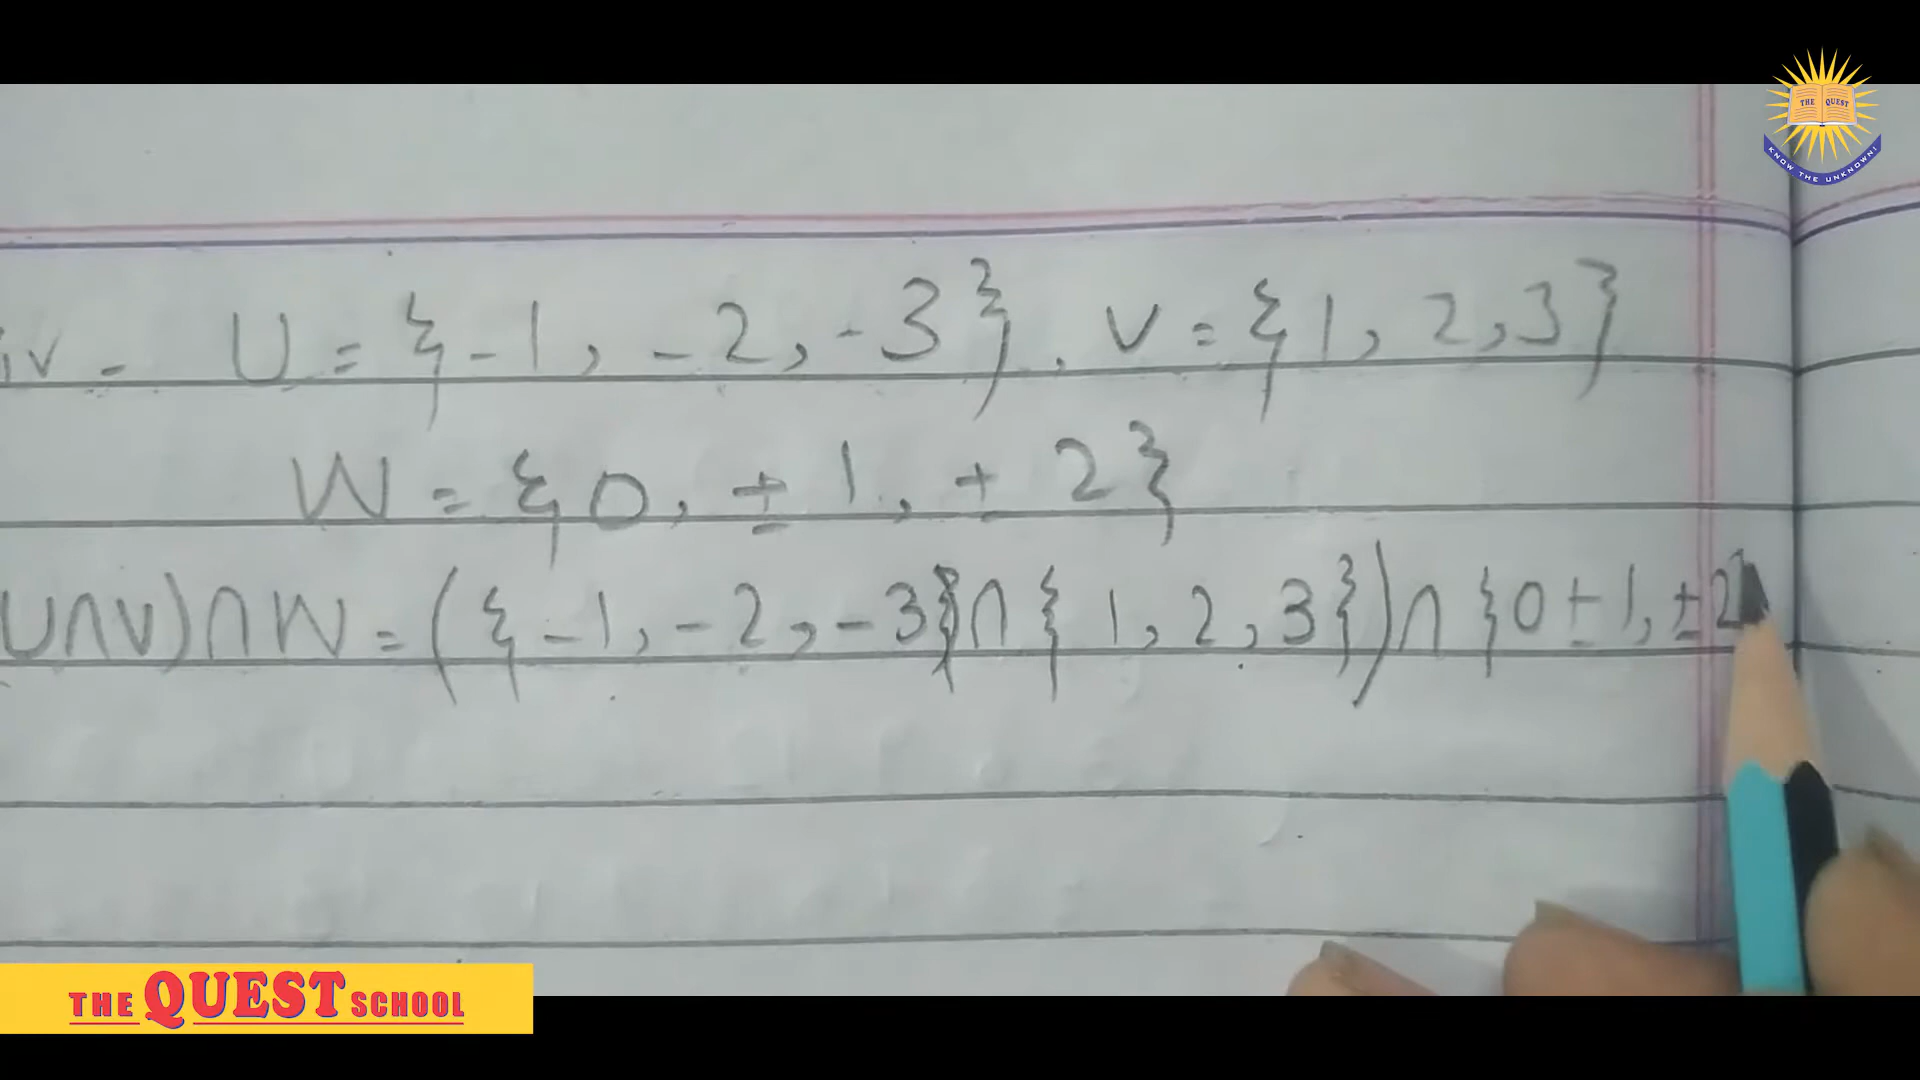 THE QUEST
KNOW THE UNKNOWN!
iv - U = {-1, -2, -3}, V = {1, 2, 3}
W = {0, ± 1, ± 2}
U∩V)∩W = ({-1, -2, -3}∩{1, 2, 3})∩{0 ±1, ±2
THE QUEST SCHOOL